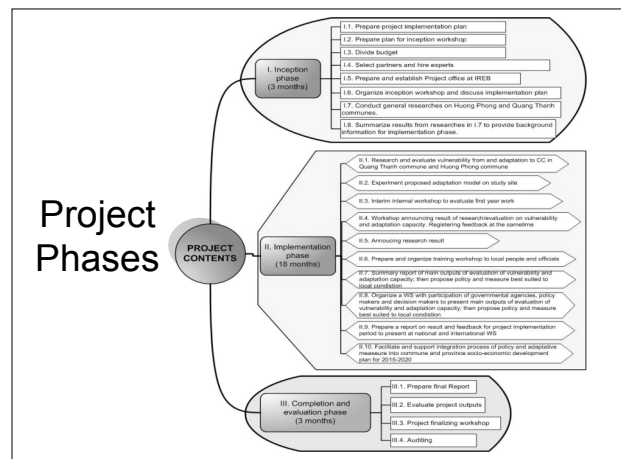 Project
Phases
PROJECT
CONTENTS
I. Inception
phase
(3 months)
I.1. Prepare project implementation plan
I.2. Prepare plan for inception workshop
I.3. Divide budget
I.4. Select partners and hire experts
I.5. Prepare and establish Project office at IREB
I.6. Organize inception workshop and discuss implementation plan
I.7. Conduct general researches on Huong Phong and Quang Thanh
communes.
I.8. Summarize results from researches in I.7 to provide background
information for implementation phase.
II. Implementation
phase
(18 months)
II.1. Research and evaluate vulnerability from and adaptation to CC in
Quang Thanh commune and Huong Phong commune
II.2. Experiment proposed adaptation model on study site
II.3. Interim internal workshop to evaluate first year work
II.4. Workshop announcing result of research/evaluation on vulnerability
and adaptation capacity. Registering feedback at the sametime
II.5. Annoucing research result
II.6. Prepare and organize training workshop to local people and officials
II.7. Summary report of main outputs of evaluation of vulnerability and
adaptation capacity; then propose policy and measure best suited to
local condistion
II.8. Organize a WS with participation of governmental agencies, policy
makers and decision makers to present main outputs of evaluation of
vulnerability and adaptation capacity; then propose policy and measure
best suited to local condistion
II.9. Prepare a report on result and feedback for project implementation
period to present at national and international WS
II.10. Faciliate and support integration process of policy and adaptative
measeure into commune and province socio-economic development
plan for 2015-2020
III. Completion and
evaluation phase
(3 months)
III.1. Prepare final Report
III.2. Evaluate project outputs
III.3. Project finalizing workshop
III.4. Auditing